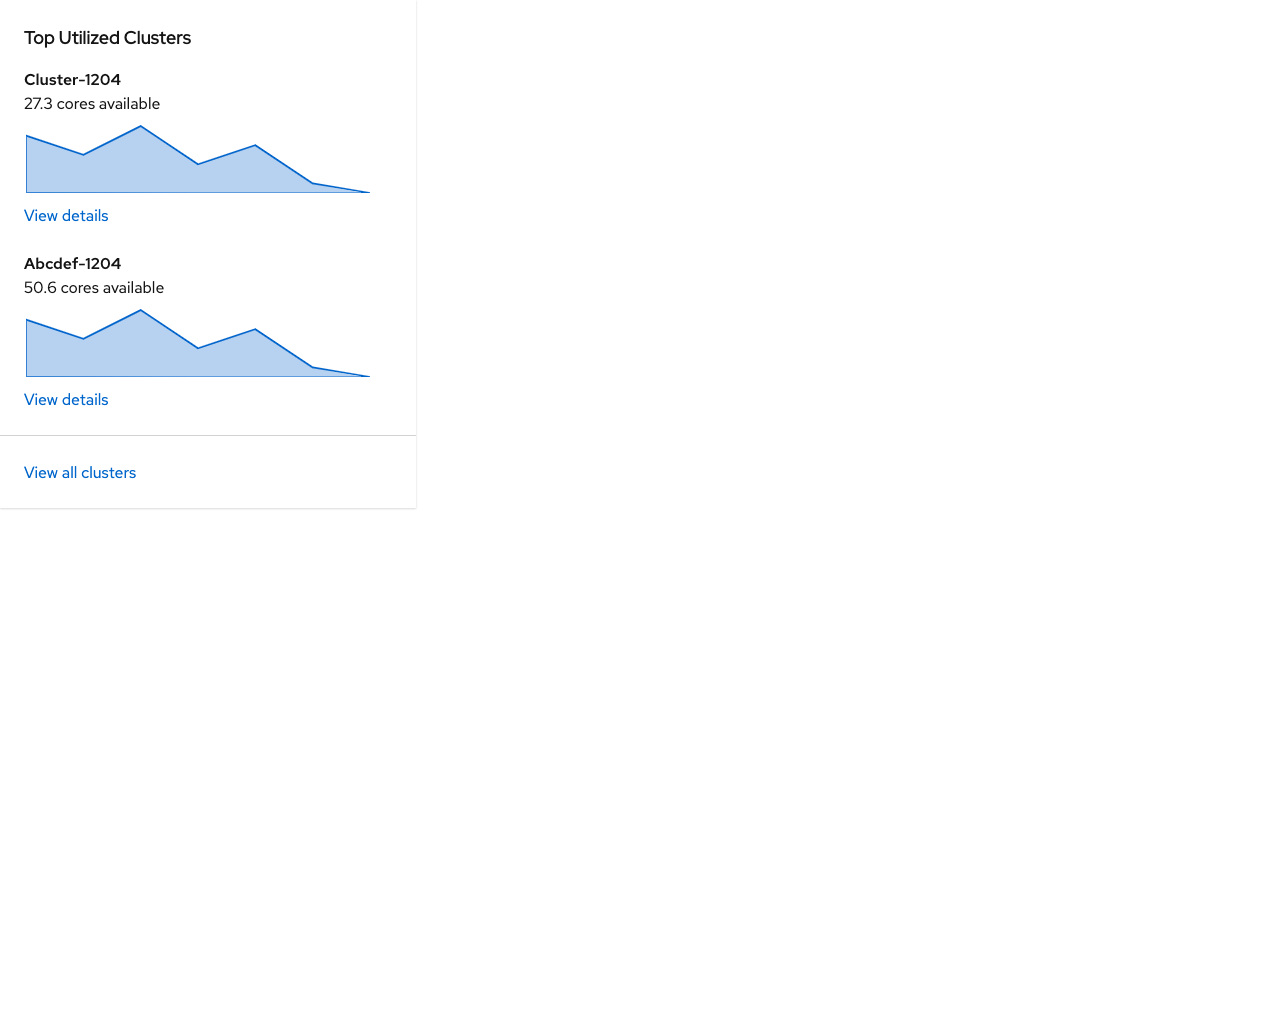 Top Utilized Clusters
Cluster-1204
27.3 cores available
View details
Abcdef-1204
50.6 cores available
View details
View all clusters